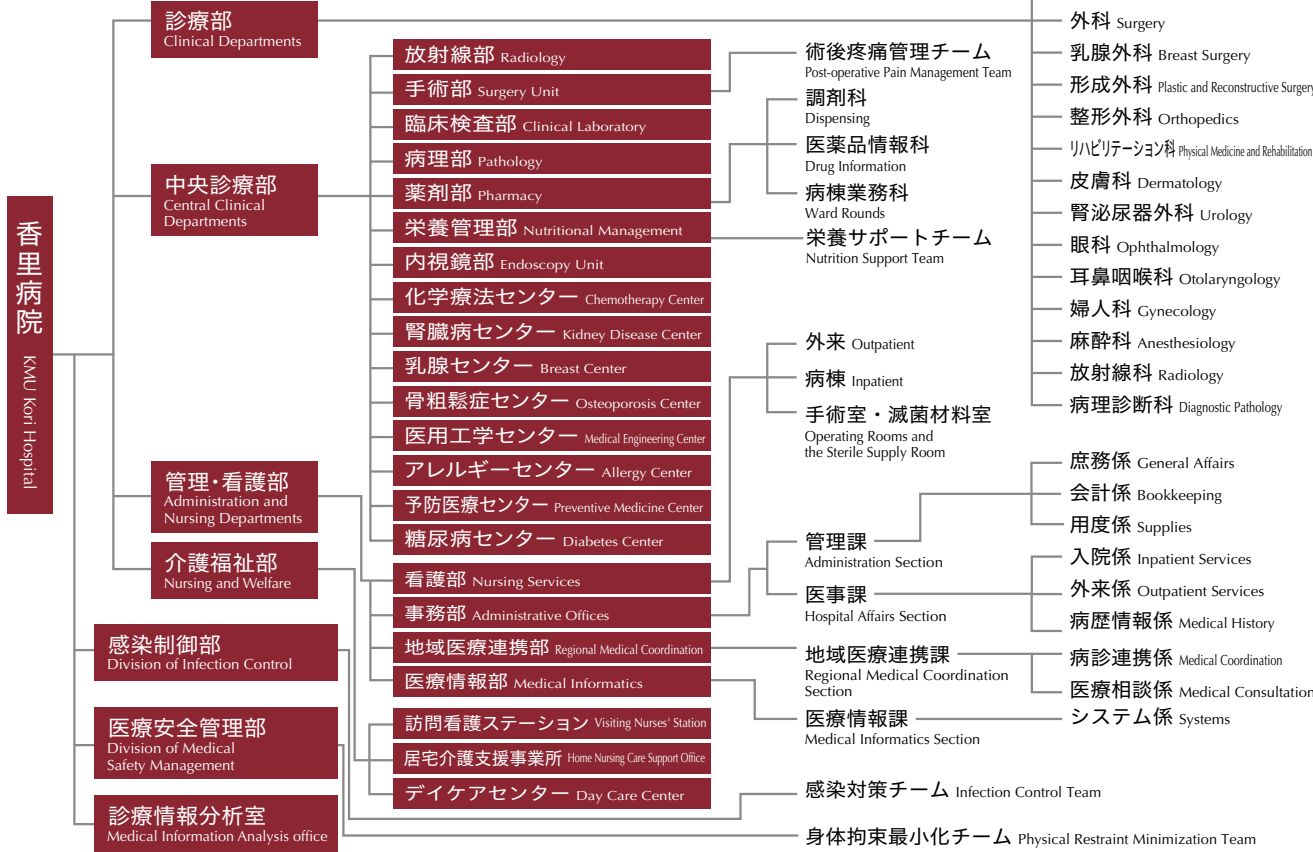 香里病院 KMU Kori Hospital
診療部
Clinical Departments
中央診療部
Central Clinical
Departments
管理・看護部
Administration and
Nursing Departments
介護福祉部
Nursing and Welfare
感染制御部
Division of Infection Control
医療安全管理部
Division of Medical
Safety Management
診療情報分析室
Medical Information Analysis office
放射線部 Radiology
手術部 Surgery Unit
臨床検査部 Clinical Laboratory
病理部 Pathology
薬剤部 Pharmacy
栄養管理部 Nutritional Management
内視鏡部 Endoscopy Unit
化学療法センター Chemotherapy Center
腎臓病センター Kidney Disease Center
乳腺センター Breast Center
骨粗鬆症センター Osteoporosis Center
医用工学センター Medical Engineering Center
アレルギーセンター Allergy Center
予防医療センター Preventive Medicine Center
糖尿病センター Diabetes Center
看護部 Nursing Services
事務部 Administrative Offices
地域医療連携部 Regional Medical Coordination
医療情報部 Medical Informatics
訪問看護ステーション Visiting Nurses' Station
居宅介護支援事業所 Home Nursing Care Support Office
デイケアセンター Day Care Center
術後疼痛管理チーム
Post-operative Pain Management Team
調剤科
Dispensing
医薬品情報科
Drug Information
病棟業務科
Ward Rounds
栄養サポートチーム
Nutrition Support Team
外来 Outpatient
病棟 Inpatient
手術室・滅菌材料室
Operating Rooms and
the Sterile Supply Room
管理課
Administration Section
医事課
Hospital Affairs Section
地域医療連携課
Regional Medical Coordination
Section
医療情報課
Medical Informatics Section
感染対策チーム Infection Control Team
身体拘束最小化チーム Physical Restraint Minimization Team
外科 Surgery
乳腺外科 Breast Surgery
形成外科 Plastic and Reconstructive Surgery
整形外科 Orthopedics
リハビリテーション科 Physical Medicine and Rehabilitation
皮膚科 Dermatology
腎泌尿器外科 Urology
眼科 Ophthalmology
耳鼻咽喉科 Otolaryngology
婦人科 Gynecology
麻酔科 Anesthesiology
放射線科 Radiology
病理診断科 Diagnostic Pathology
庶務係 General Affairs
会計係 Bookkeeping
用度係 Supplies
入院係 Inpatient Services
外来係 Outpatient Services
病歴情報係 Medical History
病診連携係 Medical Coordination
医療相談係 Medical Consultation
システム係 Systems